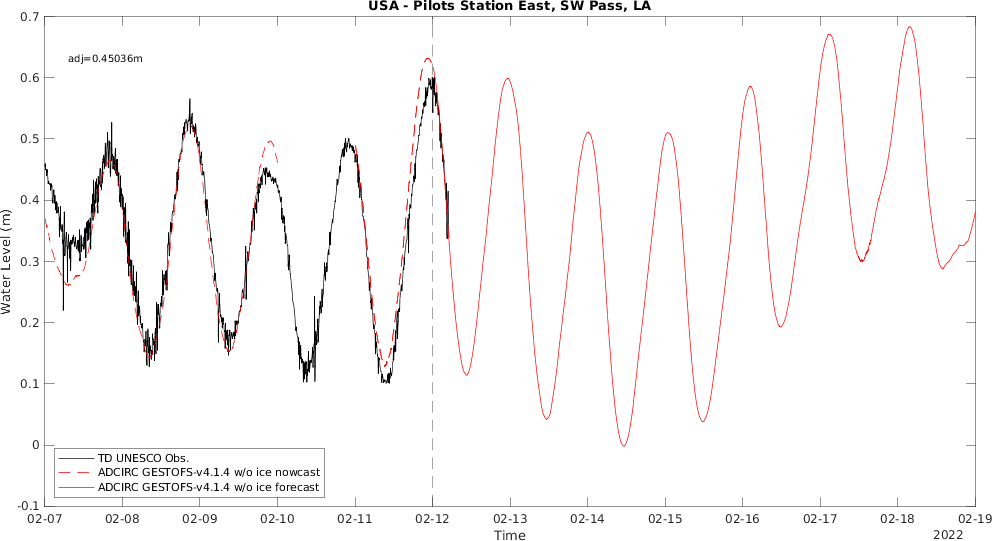 USA - Pilots Station East, SW Pass, LA
0.7
adj=0.45036m
0.6
0.5
0.4
0.3
0.2
0.1
0
-0.1
Water Level (m)
TD UNESCO Obs.
ADCIRC GESTOFS-v4.1.4 w/o ice nowcast
ADCIRC GESTOFS-v4.1.4 w/o ice forecast
02-07 02-08 02-09 02-10 02-11 02-12 02-13 02-14 02-15 02-16 02-17 02-18 02-19
Time
2022